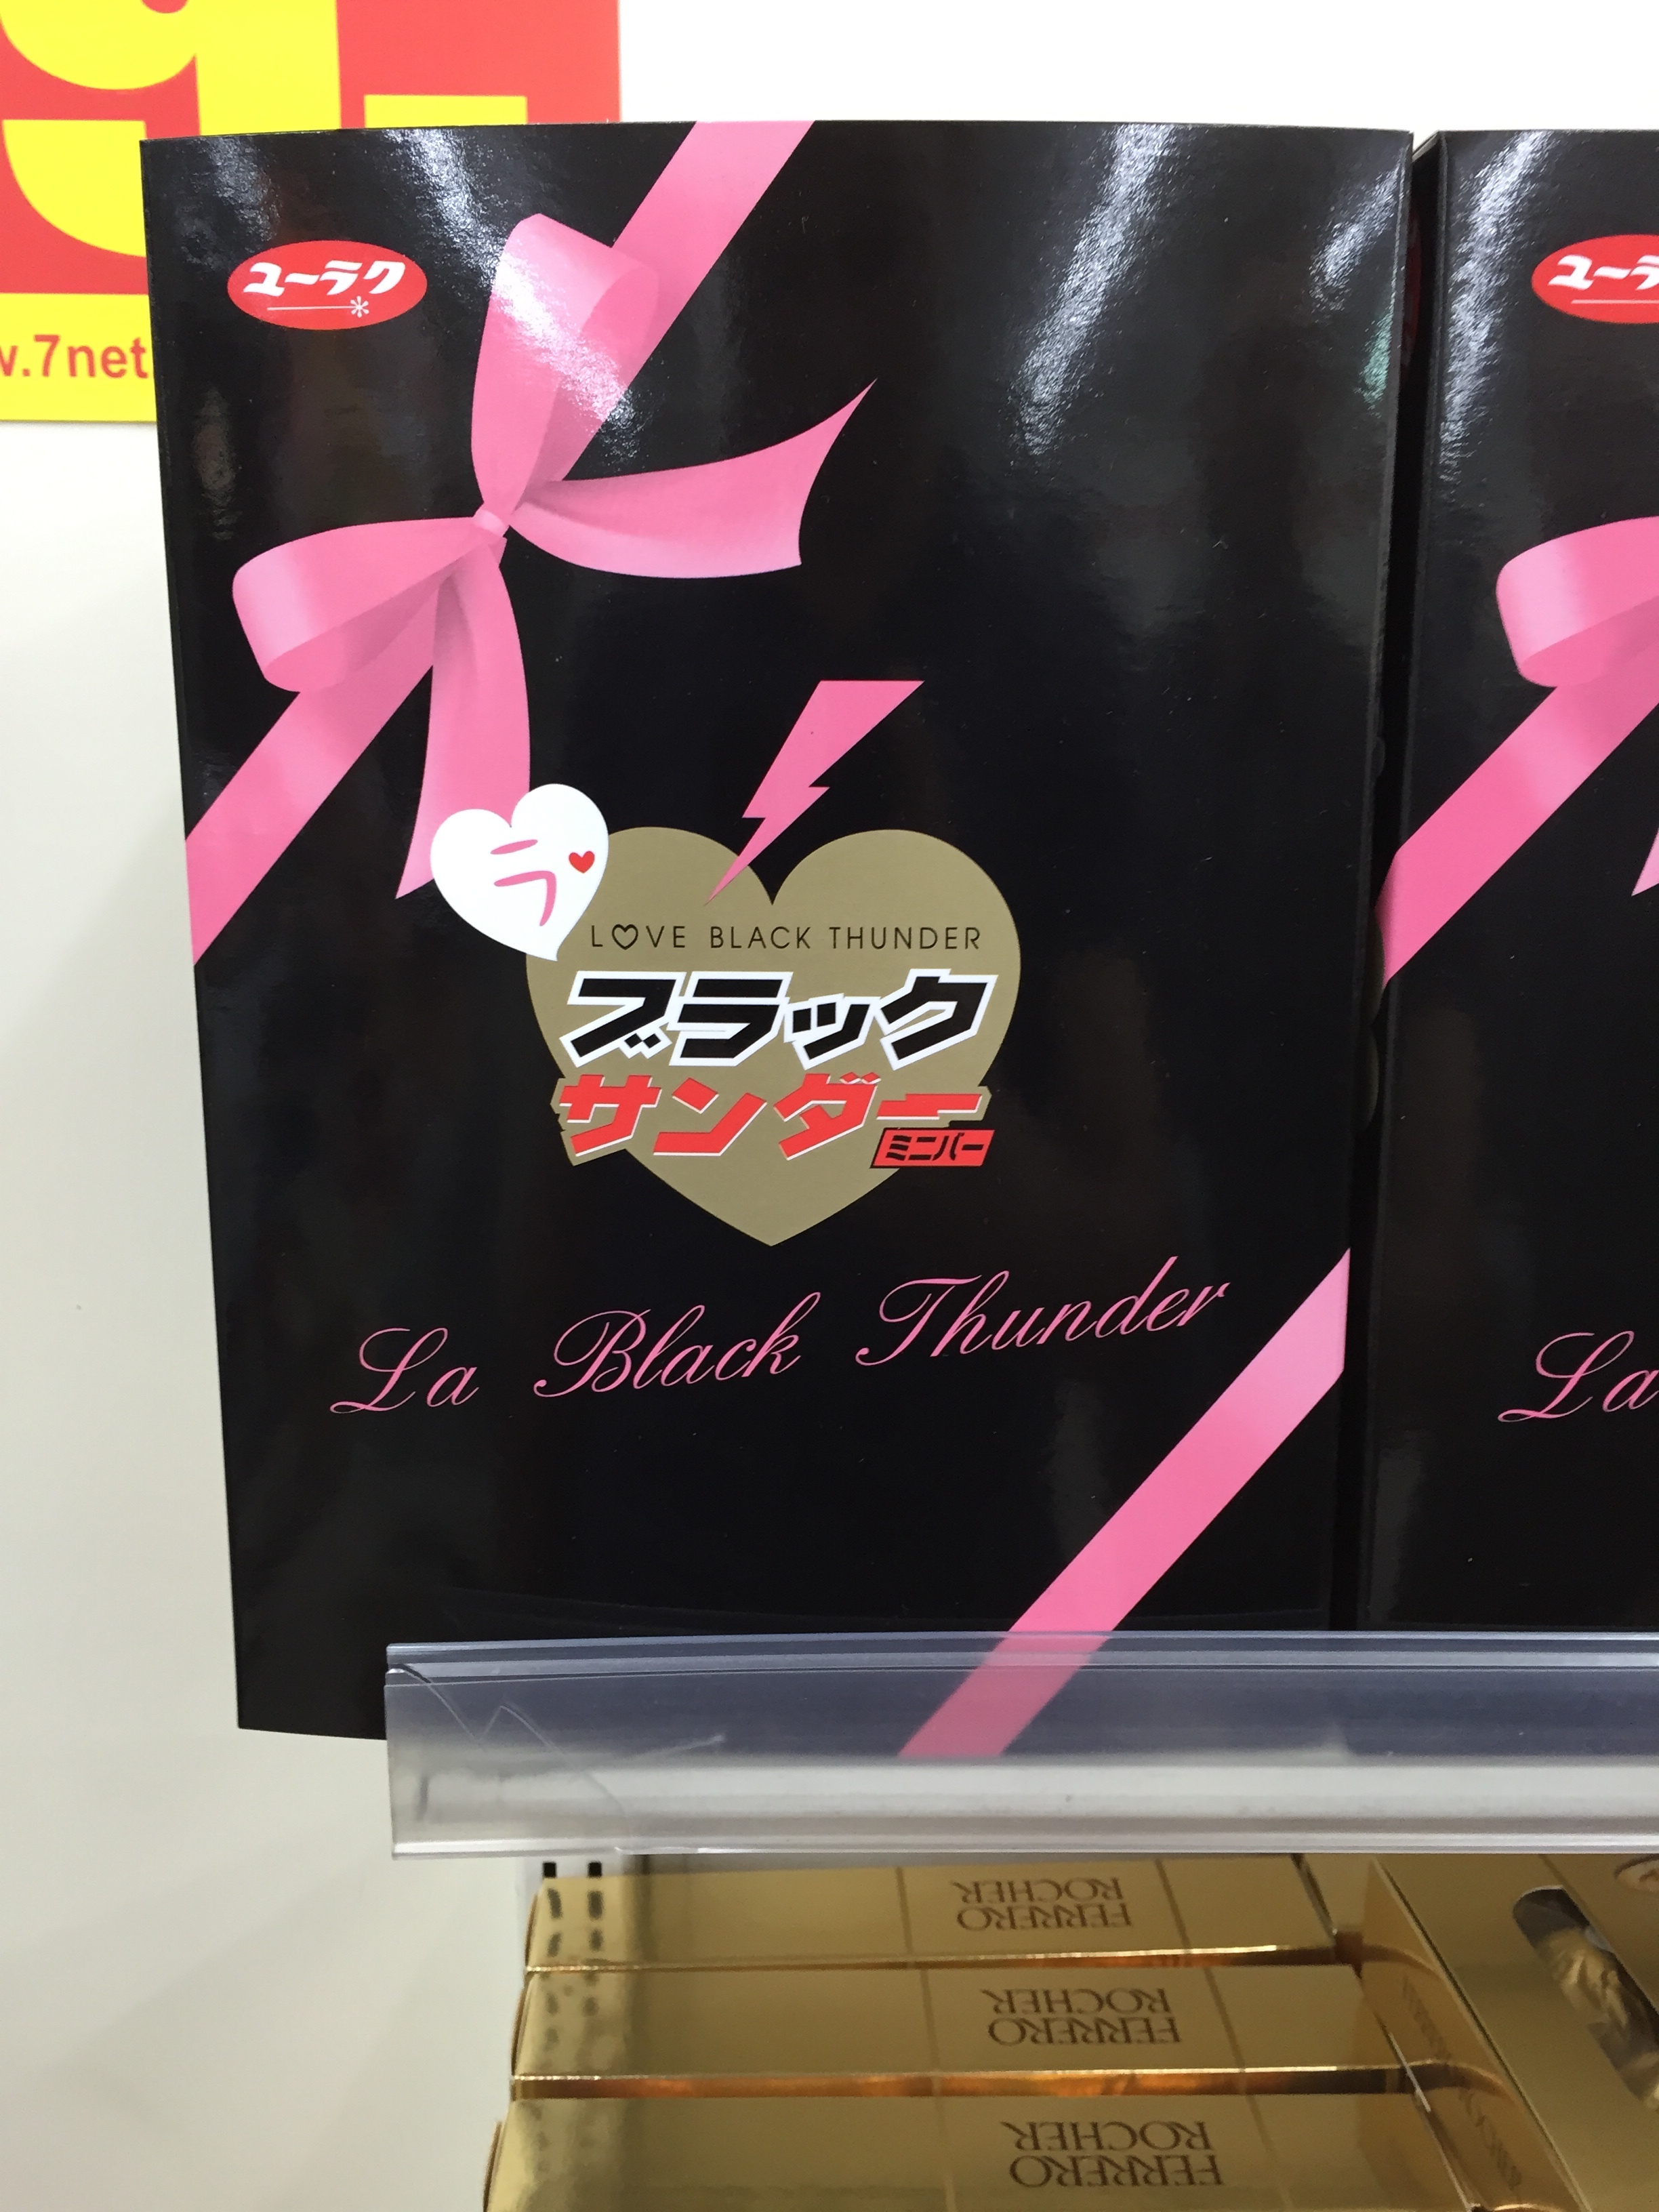 w.7net
ユーラク
ユーラ
ラ
LOVE BLACK THUNDER
ブラック
サンダー
ミニバー
La Black Thunder
La
FERRERO
ROCHER
FERRERO
ROCHER
FERRERO
ROCHER